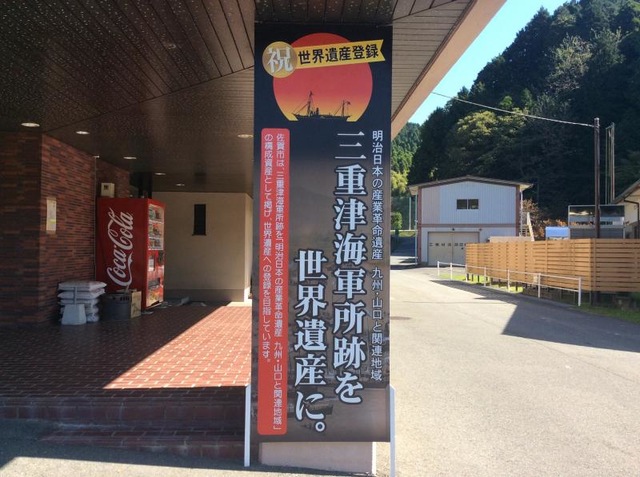 祝 世界遺産登録
明治日本の産業革命遺産 九州・山口と関連地域
三重津海軍所跡を
世界遺産に。
佐賀市は、「三重津海軍所跡」を「明治日本の産業革命遺産 九州・山口と関連地域」
の構成資産として掲げ、世界遺産への登録を目指しています。
Coca-Cola